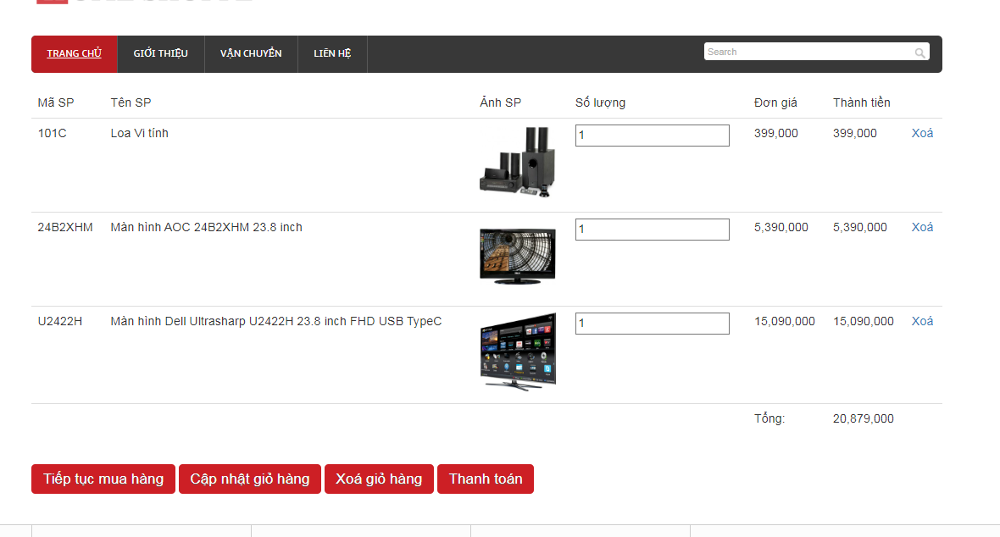 TRANG CHỦ GIỚI THIỆU VẬN CHUYỂN LIÊN HỆ Search
Mã SP Tên SP Ảnh SP Số lượng Đơn giá Thành tiền
101C Loa Vi tính 1 399,000 399,000 Xoá
24B2XHM Màn hình AOC 24B2XHM 23.8 inch 1 5,390,000 5,390,000 Xoá
U2422H Màn hình Dell Ultrasharp U2422H 23.8 inch FHD USB TypeC 1 15,090,000 15,090,000 Xoá
Tổng: 20,879,000
Tiếp tục mua hàng Cập nhật giỏ hàng Xoá giỏ hàng Thanh toán